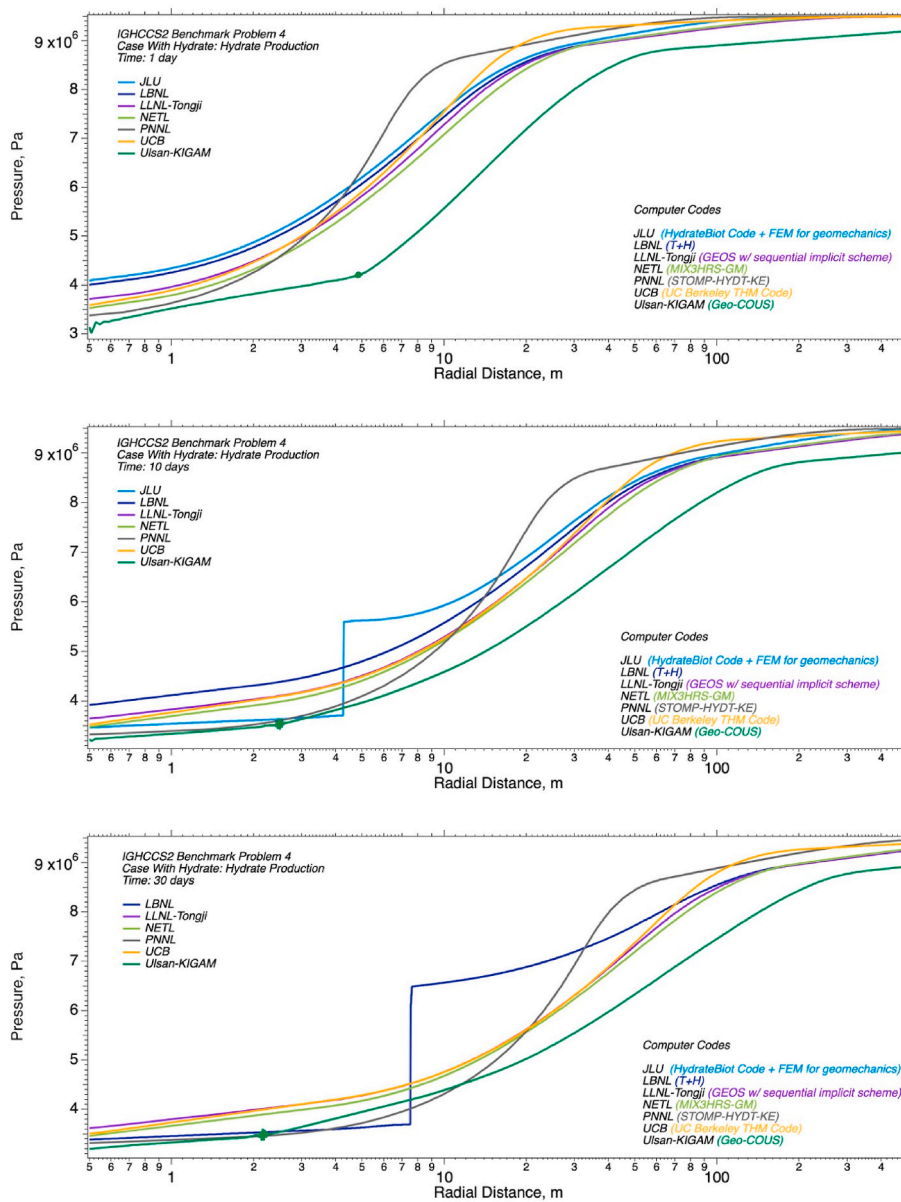 IGHCCS2 Benchmark Problem 4
Case With Hydrate: Hydrate Production
Time: 1 day
JLU
LBNL
LLNL-Tongji
NETL
PNNL
UCB
Ulsan-KIGAM
Pressure, Pa
9 x10⁶
8
7
6
5
4
3
Computer Codes
JLU (HydrateBiot Code + FEM for geomechanics)
LBNL (T+H)
LLNL-Tongji (GEOS w/ sequential implicit scheme)
NETL (MIX3HRS-GM)
PNNL (STOMP-HYDT-KE)
UCB (UC Berkeley THM Code)
Ulsan-KIGAM (Geo-COUS)
5 6 7 8 9 1 2 3 4 5 6 7 8 9 10 2 3 4 5 6 7 8 9 100 2 3 4
Radial Distance, m
IGHCCS2 Benchmark Problem 4
Case With Hydrate: Hydrate Production
Time: 10 days
JLU
LBNL
LLNL-Tongji
NETL
PNNL
UCB
Ulsan-KIGAM
Pressure, Pa
9 x10⁶
8
7
6
5
4
Computer Codes
JLU (HydrateBiot Code + FEM for geomechanics)
LBNL (T+H)
LLNL-Tongji (GEOS w/ sequential implicit scheme)
NETL (MIX3HRS-GM)
PNNL (STOMP-HYDT-KE)
UCB (UC Berkeley THM Code)
Ulsan-KIGAM (Geo-COUS)
5 6 7 8 9 1 2 3 4 5 6 7 8 9 10 2 3 4 5 6 7 8 9 100 2 3 4
Radial Distance, m
IGHCCS2 Benchmark Problem 4
Case With Hydrate: Hydrate Production
Time: 30 days
LBNL
LLNL-Tongji
NETL
PNNL
UCB
Ulsan-KIGAM
Pressure, Pa
9 x10⁶
8
7
6
5
4
Computer Codes
JLU (HydrateBiot Code + FEM for geomechanics)
LBNL (T+H)
LLNL-Tongji (GEOS w/ sequential implicit scheme)
NETL (MIX3HRS-GM)
PNNL (STOMP-HYDT-KE)
UCB (UC Berkeley THM Code)
Ulsan-KIGAM (Geo-COUS)
5 6 7 8 9 1 2 3 4 5 6 7 8 9 10 2 3 4 5 6 7 8 9 100 2 3 4
Radial Distance, m